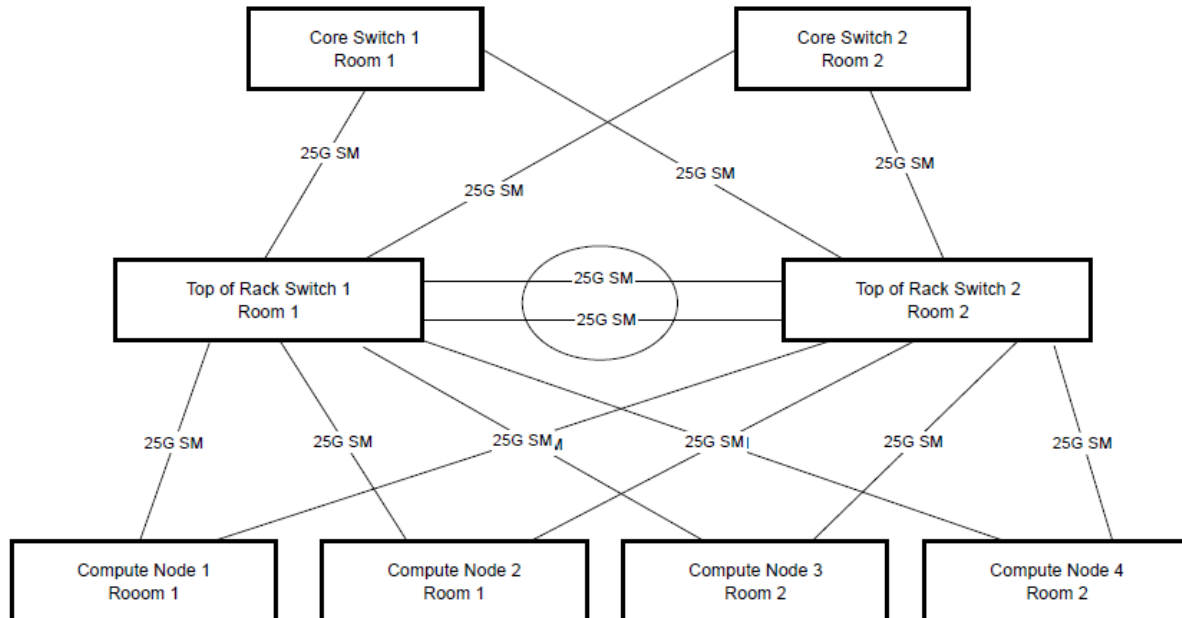 Core Switch 1
Room 1
Core Switch 2
Room 2
25G SM
25G SM
25G SM
25G SM
Top of Rack Switch 1
Room 1
25G SM
25G SM
Top of Rack Switch 2
Room 2
25G SM
25G SM
25G SM
25G SM
25G SM
25G SM
Compute Node 1
Rooom 1
Compute Node 2
Room 1
Compute Node 3
Room 2
Compute Node 4
Room 2